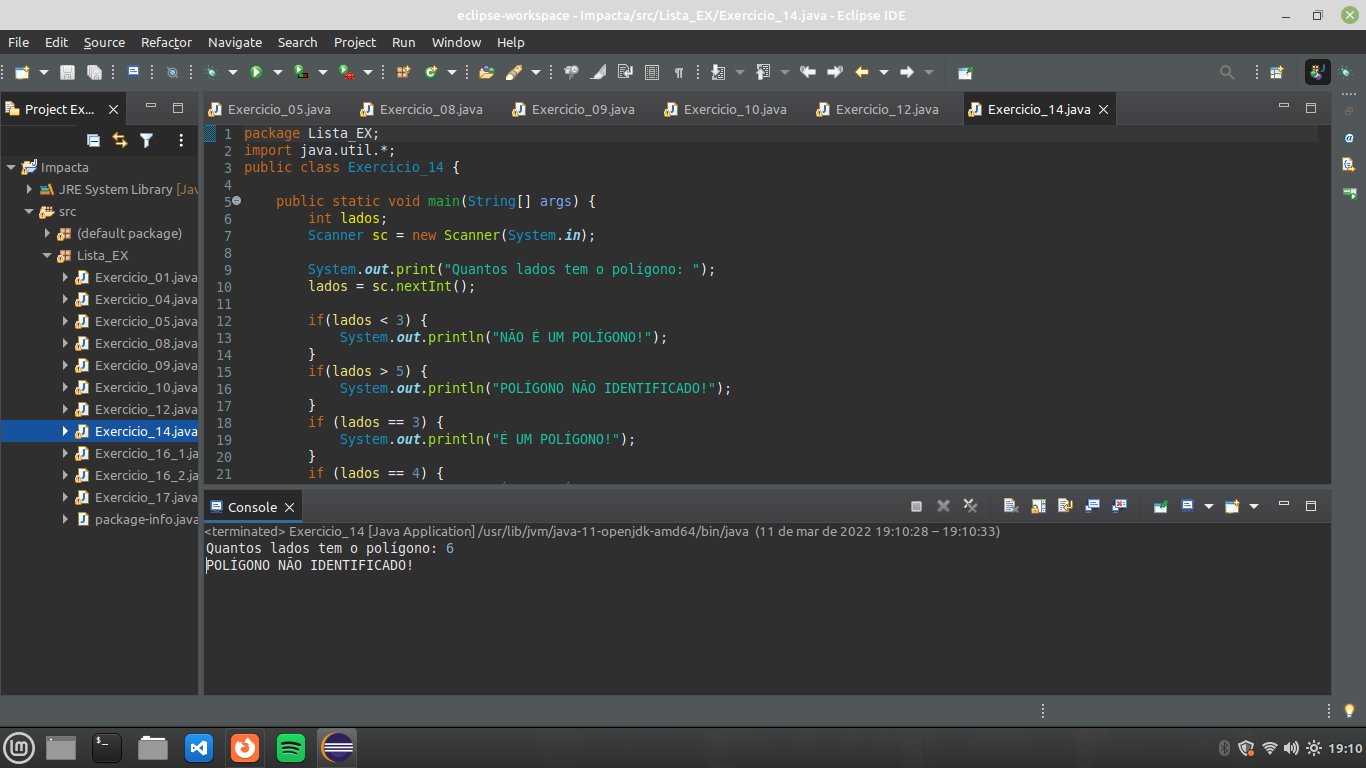 eclipse-workspace - Impacta/src/Lista_EX/Exercicio_14.java - Eclipse IDE
File Edit Source Refactor Navigate Search Project Run Window Help
Project Ex...
Impacta
JRE System Library [Jav
src
(default package)
Lista_EX
Exercicio_01.java
Exercicio_04.java
Exercicio_05.java
Exercicio_08.java
Exercicio_09.java
Exercicio_10.java
Exercicio_12.java
Exercicio_14.java
Exercicio_16_1.ja
Exercicio_16_2.ja
Exercicio_17.java
package-info.java
Exercicio_05.java Exercicio_08.java Exercicio_09.java Exercicio_10.java Exercicio_12.java Exercicio_14.java
1 package Lista_EX;
2 import java.util.*;
3 public class Exercicio_14 {
4
5 public static void main(String[] args) {
6 int lados;
7 Scanner sc = new Scanner(System.in);
8
9 System.out.print("Quantos lados tem o polígono: ");
10 lados = sc.nextInt();
11
12 if(lados < 3) {
13 System.out.println("NÃO É UM POLÍGONO!");
14 }
15 if(lados > 5) {
16 System.out.println("POLÍGONO NÃO IDENTIFICADO!");
17 }
18 if (lados == 3) {
19 System.out.println("É UM POLÍGONO!");
20 }
21 if (lados == 4) {
Console
<terminated> Exercicio_14 [Java Application] /usr/lib/jvm/java-11-openjdk-amd64/bin/java (11 de mar de 2022 19:10:28 – 19:10:33)
Quantos lados tem o polígono: 6
POLÍGONO NÃO IDENTIFICADO!
19:10